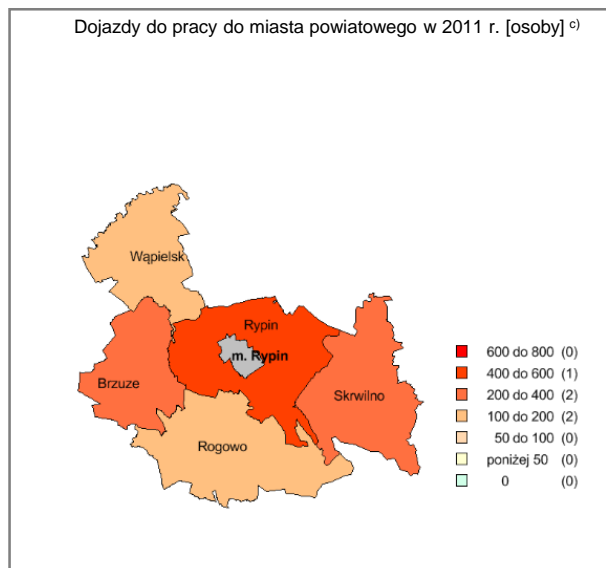 Dojazdy do pracy do miasta powiatowego w 2011 r. [osoby] c)
Wąpielsk
Rypin
m. Rypin
Brzuze
Skrwilno
Rogowo
600 do 800 (0)
400 do 600 (1)
200 do 400 (2)
100 do 200 (2)
50 do 100 (0)
poniżej 50 (0)
0 (0)